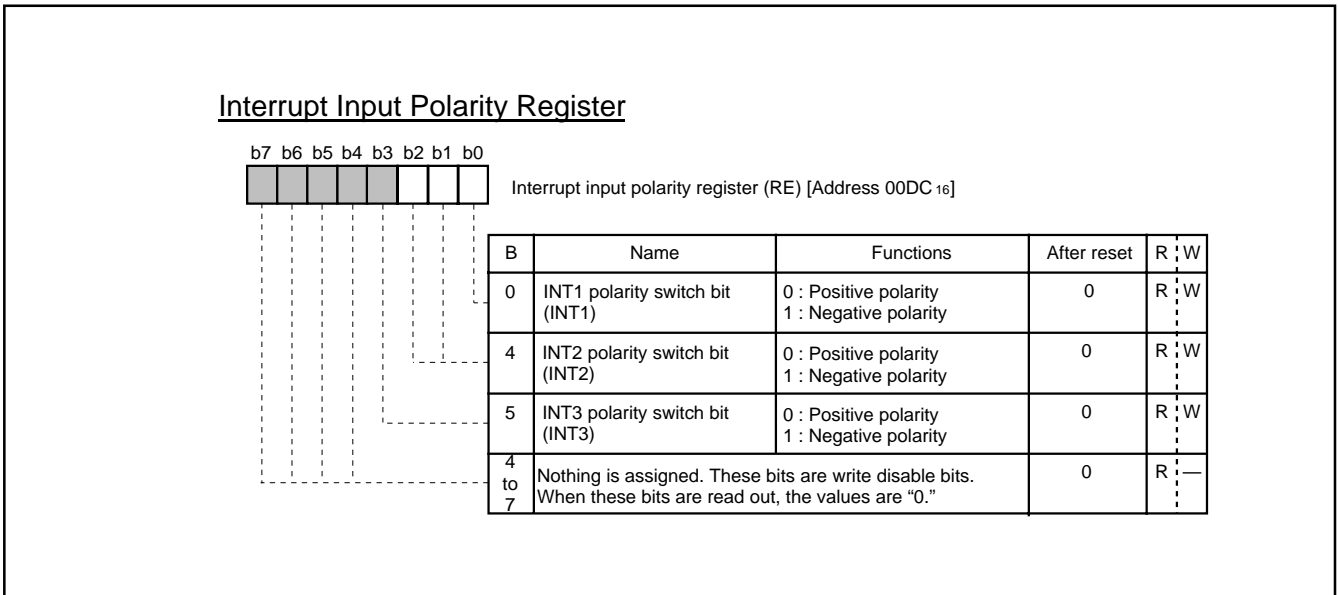 Interrupt Input Polarity Register
b7 b6 b5 b4 b3 b2 b1 b0
Interrupt input polarity register (RE) [Address 00DC 16]
B Name Functions After reset R W
0 INT1 polarity switch bit 0 : Positive polarity 0 R W
(INT1) 1 : Negative polarity
4 INT2 polarity switch bit 0 : Positive polarity 0 R W
(INT2) 1 : Negative polarity
5 INT3 polarity switch bit 0 : Positive polarity 0 R W
(INT3) 1 : Negative polarity
4 to 7 Nothing is assigned. These bits are write disable bits. 0 R —
When these bits are read out, the values are “0.”